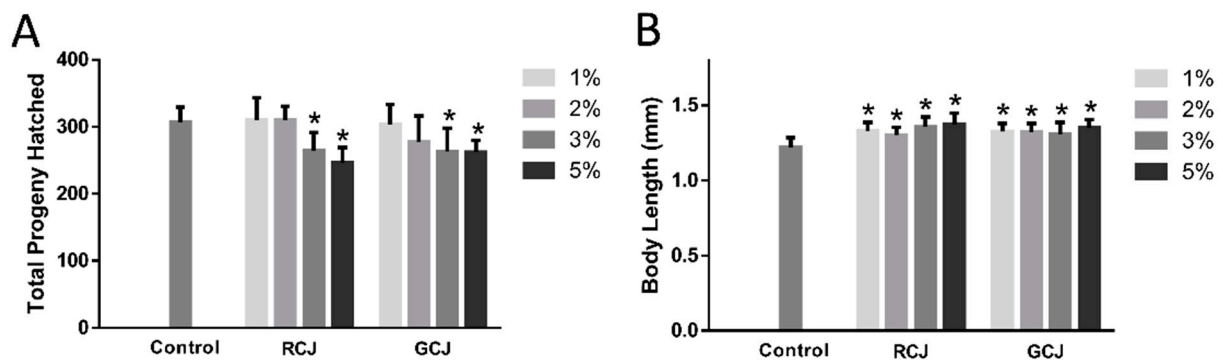 A
Total Progeny Hatched
400
300
200
100
0
* * * *
Control RCJ GCJ
1%
2%
3%
5%
B
Body Length (mm)
1.5
1.0
0.5
0.0
* * * * * * * *
Control RCJ GCJ
1%
2%
3%
5%